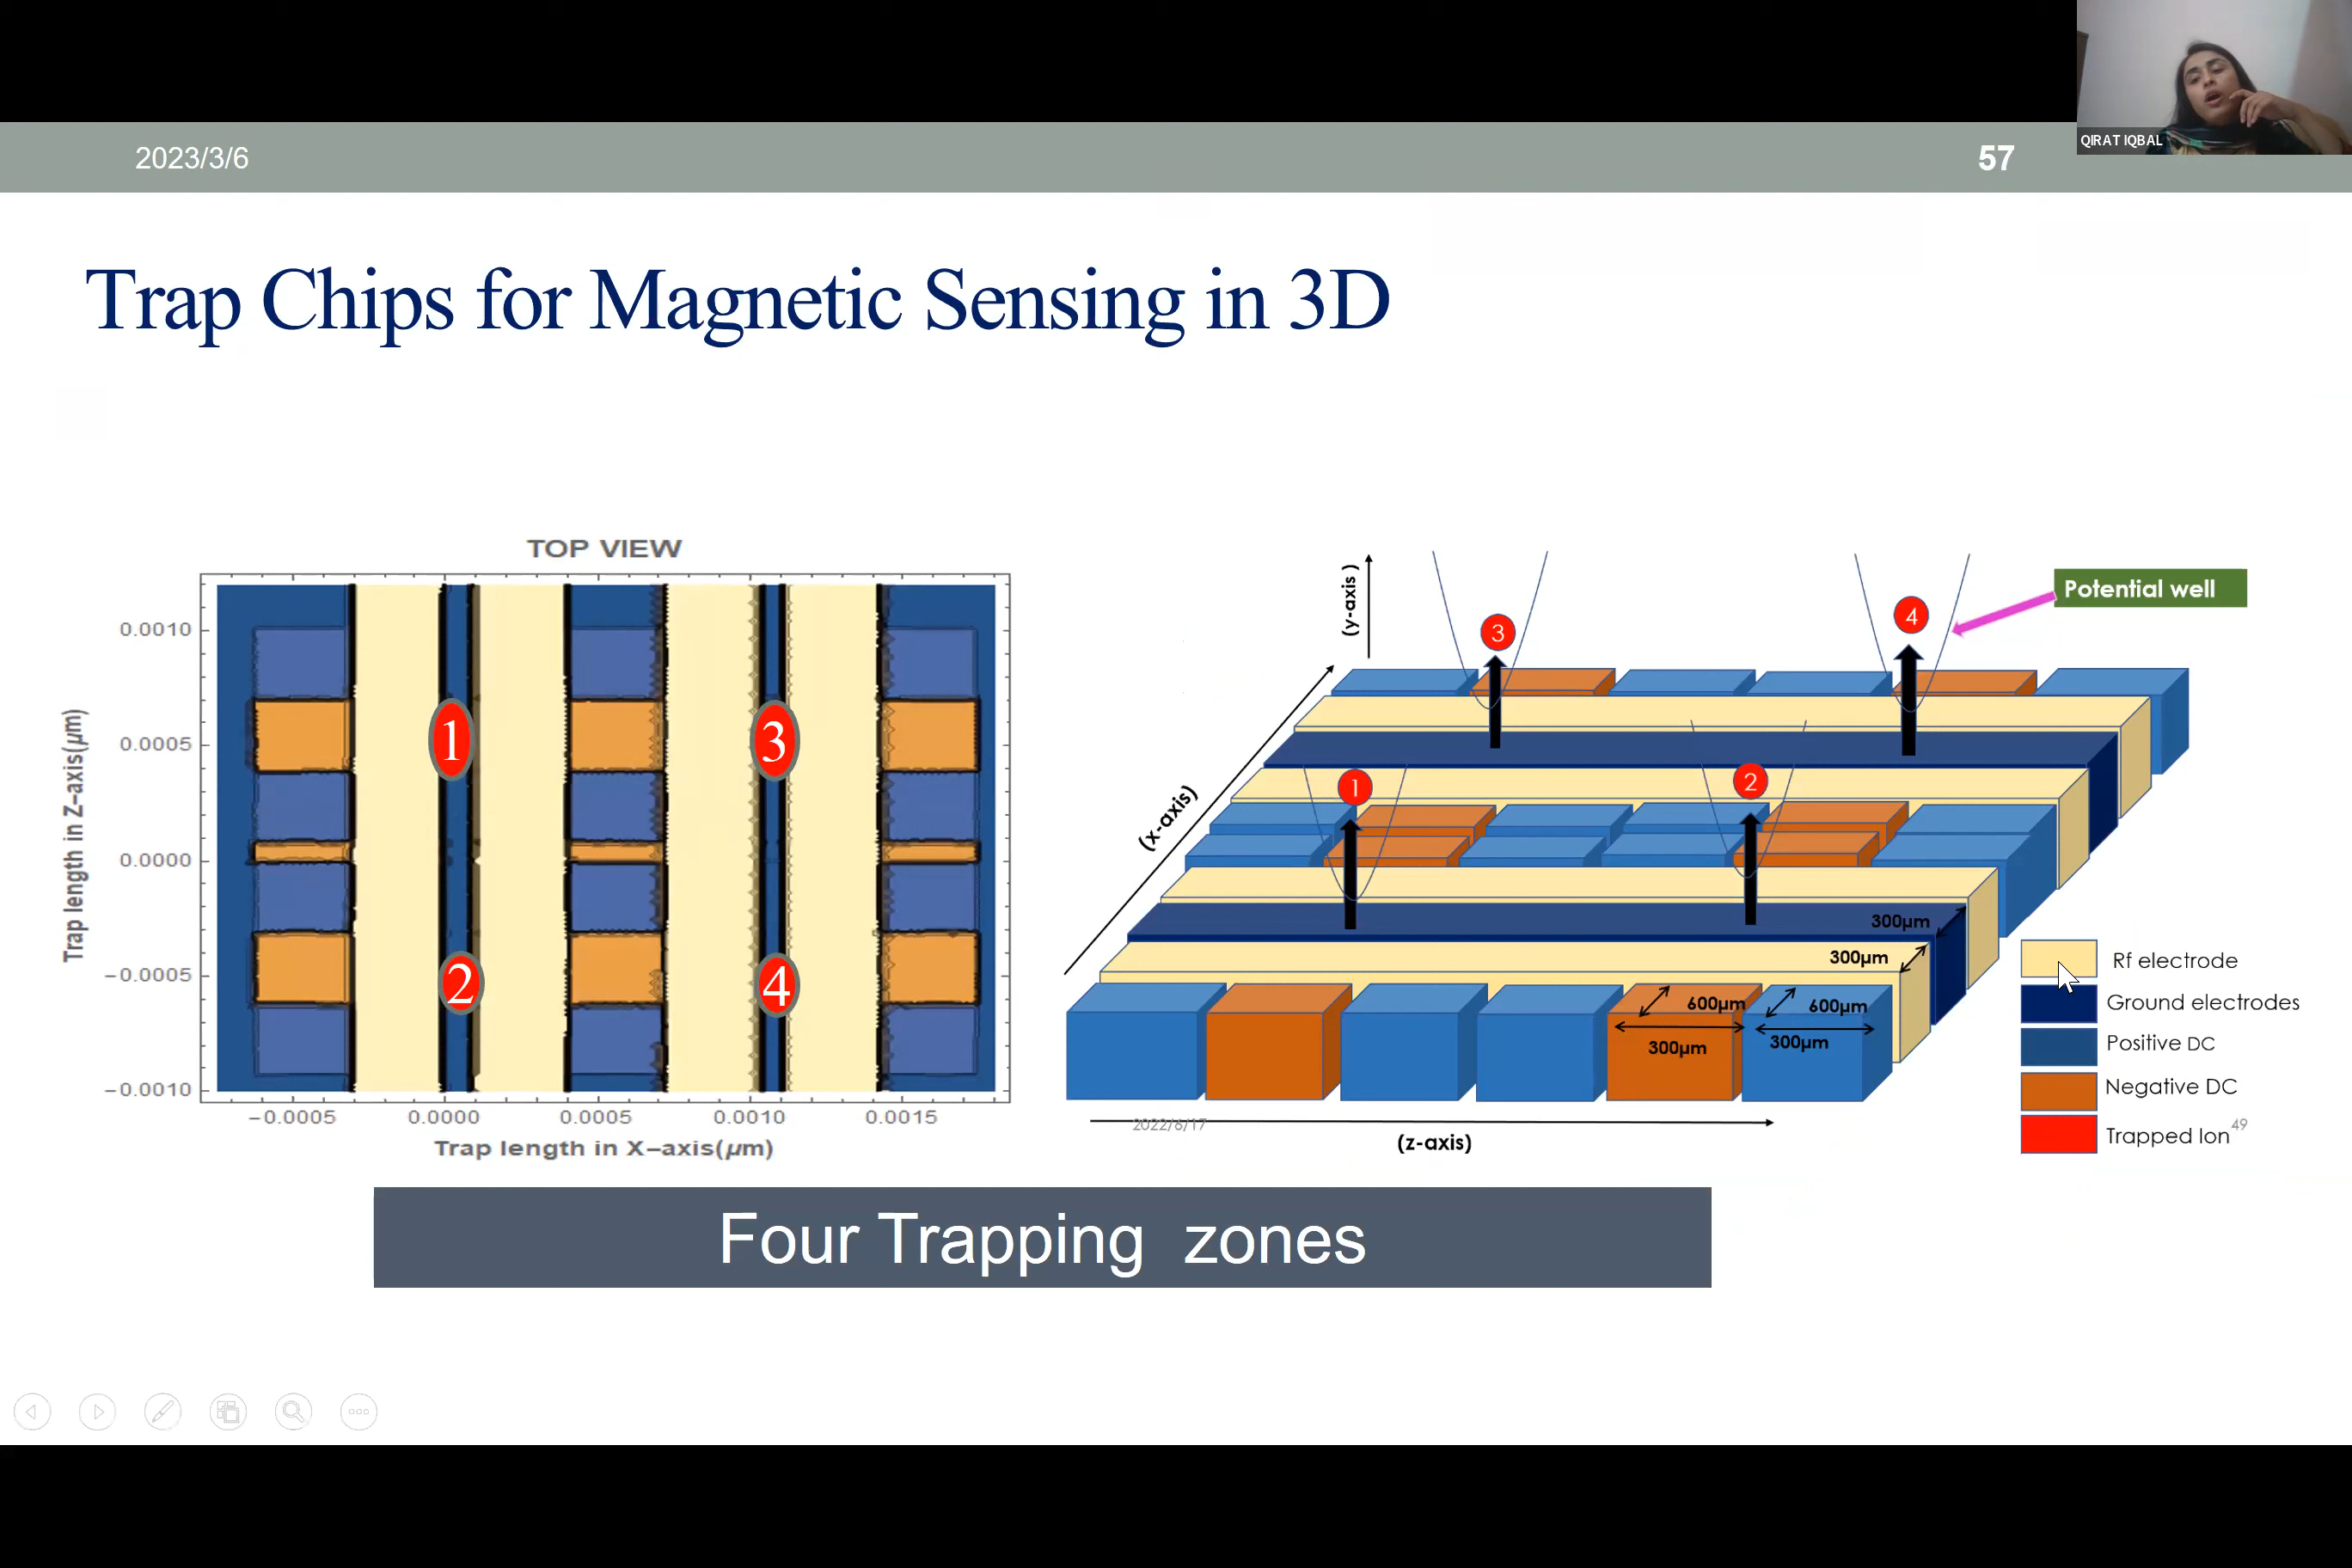 QIRAT IQBAL
2023/3/6
57
Trap Chips for Magnetic Sensing in 3D
TOP VIEW
0.0010
0.0005
0.0000
−0.0005
−0.0010
Trap length in Z−axis(μm)
1
3
2
4
−0.0005
0.0000
0.0005
0.0010
0.0015
Trap length in X−axis(μm)
(y-axis )
(x-axis)
(z-axis)
3
4
1
2
Potential well
300μm
300μm
600μm
600μm
300μm
300μm
2022/6/17
Rf electrode
Ground electrodes
Positive DC
Negative DC
Trapped Ion
49
Four Trapping zones